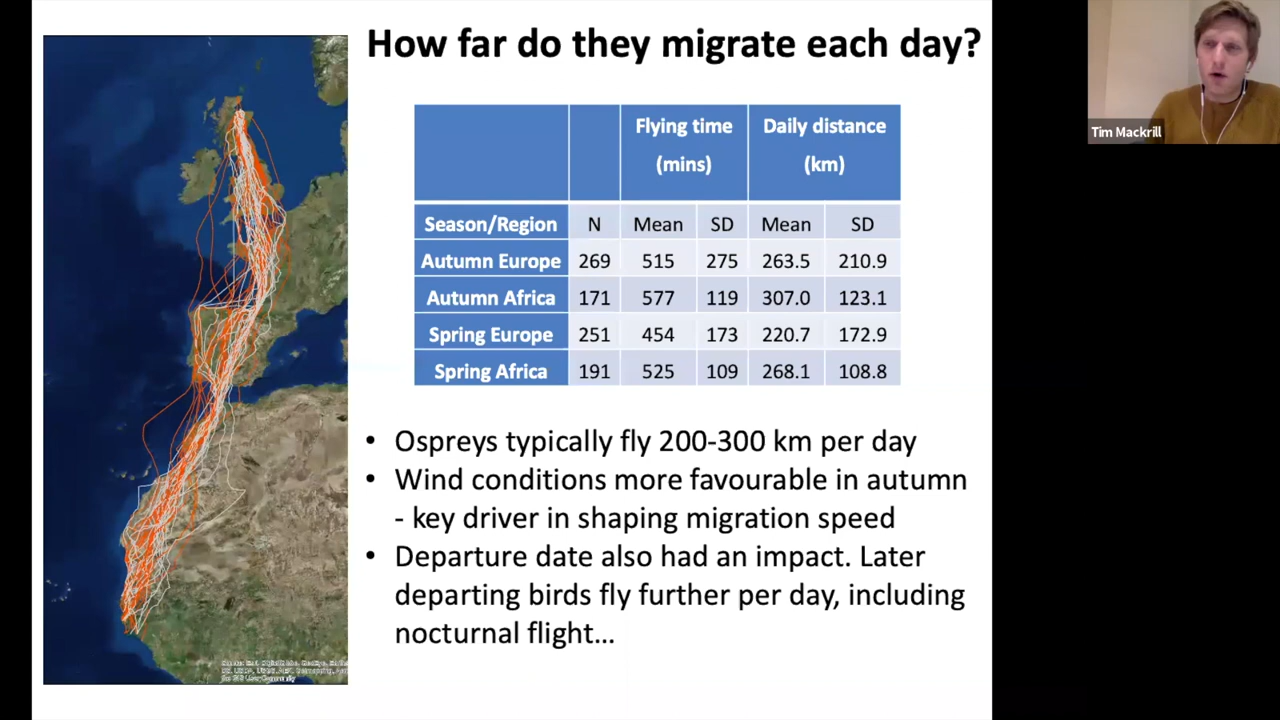 How far do they migrate each day?
Tim Mackrill
Flying time (mins) Daily distance (km)
Season/Region N Mean SD Mean SD
Autumn Europe 269 515 275 263.5 210.9
Autumn Africa 171 577 119 307.0 123.1
Spring Europe 251 454 173 220.7 172.9
Spring Africa 191 525 109 268.1 108.8
• Ospreys typically fly 200-300 km per day
• Wind conditions more favourable in autumn
- key driver in shaping migration speed
• Departure date also had an impact. Later
departing birds fly further per day, including
nocturnal flight...